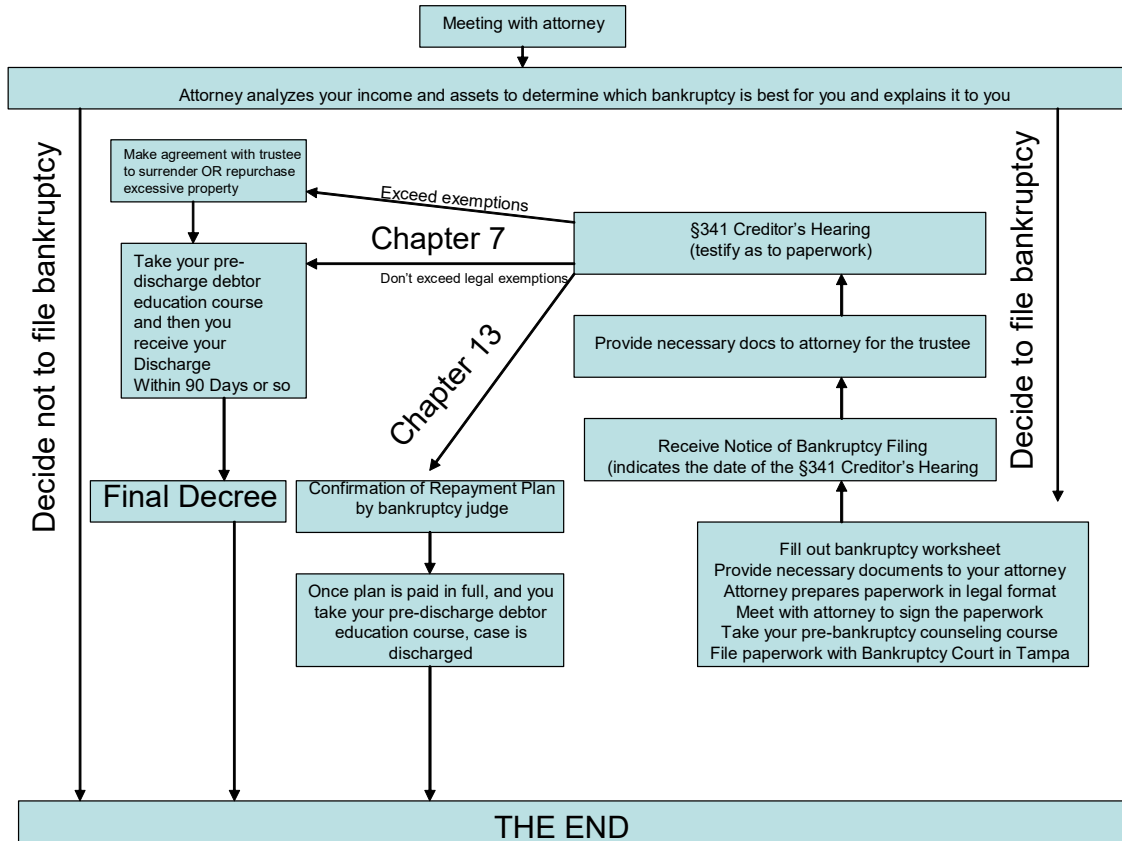 Meeting with attorney
Attorney analyzes your income and assets to determine which bankruptcy is best for you and explains it to you
Decide not to file bankruptcy
Make agreement with trustee
to surrender OR repurchase
excessive property
Exceed exemptions
Chapter 7
Don't exceed legal exemptions
Take your pre-
discharge debtor
education course
and then you
receive your
Discharge
Within 90 Days or so
Final Decree
Chapter 13
Confirmation of Repayment Plan
by bankruptcy judge
Once plan is paid in full, and you
take your pre-discharge debtor
education course, case is
discharged
§341 Creditor's Hearing
(testify as to paperwork)
Provide necessary docs to attorney for the trustee
Receive Notice of Bankruptcy Filing
(indicates the date of the §341 Creditor's Hearing
Decide to file bankruptcy
Fill out bankruptcy worksheet
Provide necessary documents to your attorney
Attorney prepares paperwork in legal format
Meet with attorney to sign the paperwork
Take your pre-bankruptcy counseling course
File paperwork with Bankruptcy Court in Tampa
THE END